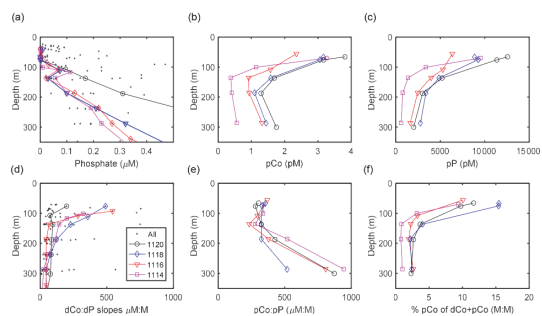 (a)
0
100
200
300
Depth (m)
0
0.1
0.2
0.3
0.4
Phosphate (μM)
(b)
0
100
200
300
Depth (m)
0
1
2
3
4
pCo (pM)
(c)
0
100
200
300
Depth (m)
0
5000
10000
15000
pP (pM)
(d)
0
100
200
300
Depth (m)
All
1120
1118
1116
1114
0
500
1000
dCo:dP slopes μM:M
(e)
0
100
200
300
Depth (m)
0
500
1000
pCo:pP (μM:M)
(f)
0
100
200
300
Depth (m)
0
5
10
15
20
% pCo of dCo+pCo (M:M)